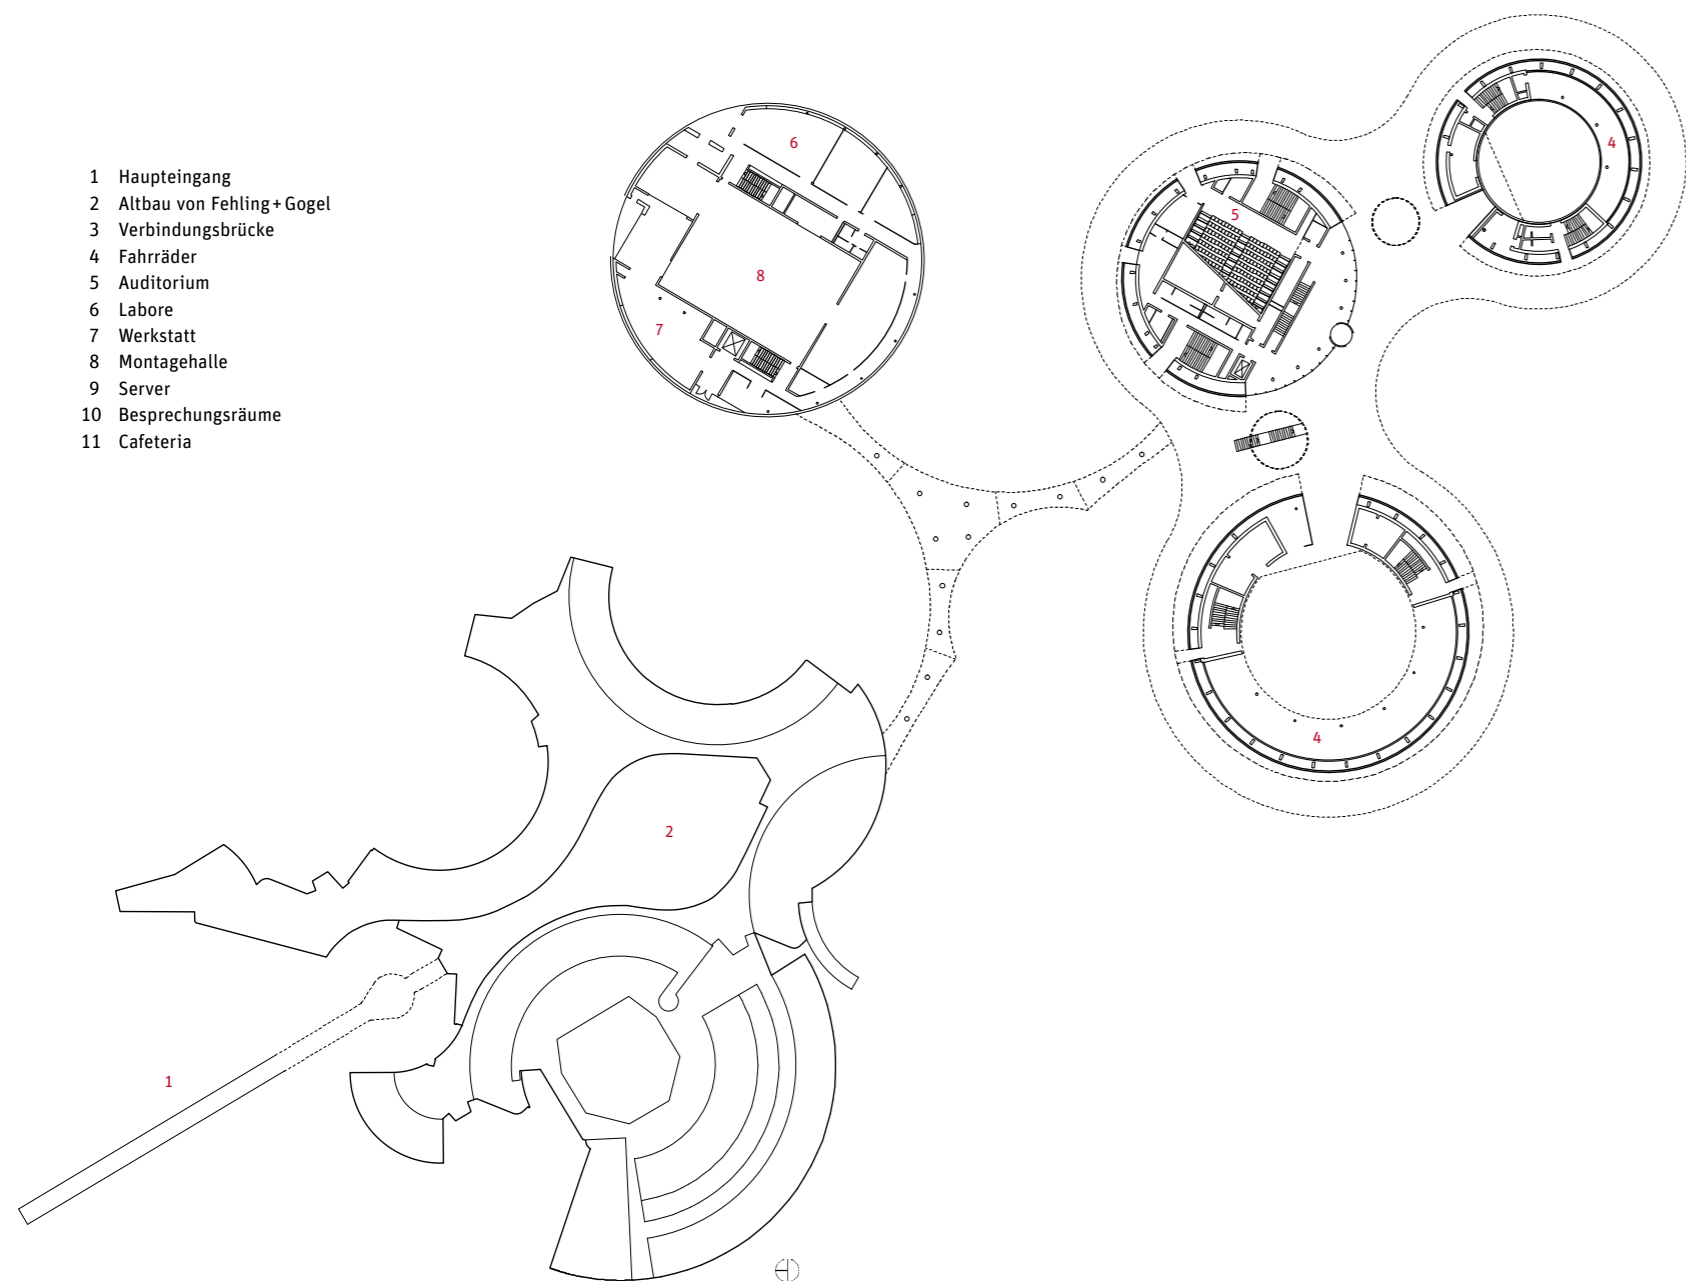 1 Haupteingang
2 Altbau von Fehling+Gogel
3 Verbindungsbrücke
4 Fahrräder
5 Auditorium
6 Labore
7 Werkstatt
8 Montagehalle
9 Server
10 Besprechungsräume
11 Cafeteria
6
4
5
8
7
4
2
1